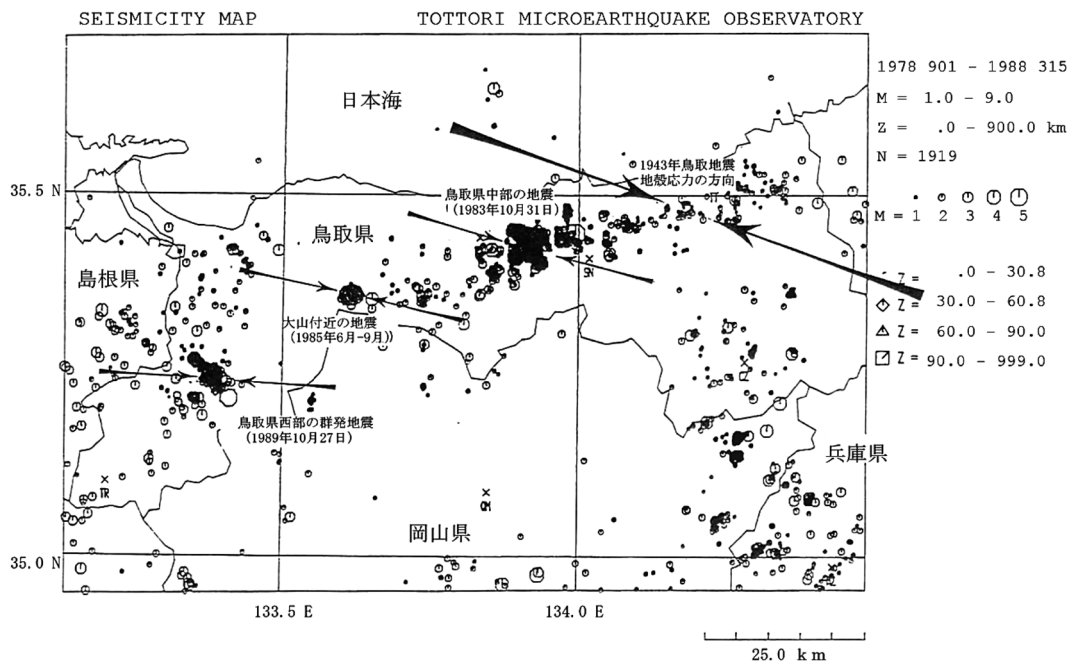 SEISMICITY MAP
TOTTORI MICROEARTHQUAKE OBSERVATORY
1978 901 - 1988 315
M = 1.0 - 9.0
Z = .0 - 900.0 km
N = 1919
M = 1 2 3 4 5
Z = .0 - 30.8
Z = 30.0 - 60.8
Z = 60.0 - 90.0
Z = 90.0 - 999.0
日本海
1943年鳥取地震
地殻応力の方向
35.5 N
鳥取県中部の地震
(1983年10月31日)
鳥取県
島根県
大山付近の地震
(1985年6月-9月))
鳥取県西部の群発地震
(1989年10月27日)
兵庫県
TR
岡山県
35.0 N
133.5 E
134.0 E
25.0 km